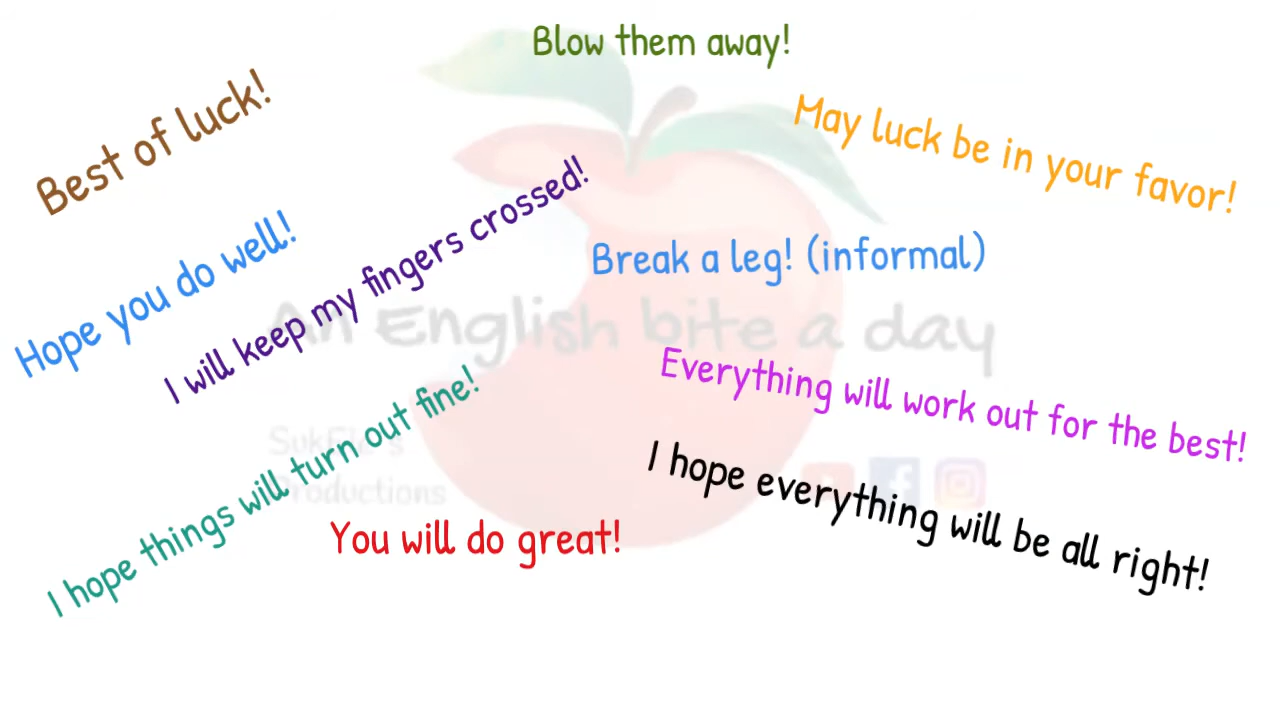 Blow them away!
Best of luck!
May luck be in your favor!
Hope you do well!
I will keep my fingers crossed!
Break a leg! (informal)
An English bite a day
Everything will work out for the best!
I hope things will turn out fine!
I hope everything will be all right!
Productions
You will do great!